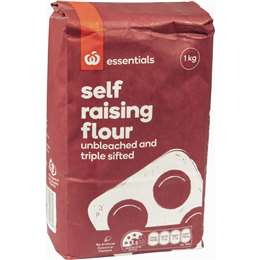 essentials
1kg
self
raising
flour
unbleached and
triple sifted